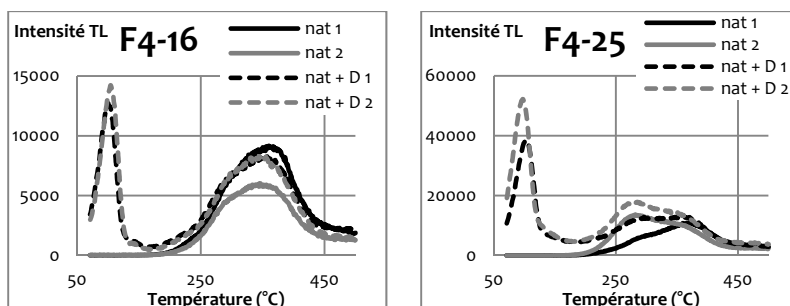 Intensité TL
F4-16
nat 1
nat 2
nat + D 1
nat + D 2
15000
10000
5000
0
50
250
450
Température (°C)
Intensité TL
F4-25
nat 1
nat 2
nat + D 1
nat + D 2
60000
40000
20000
0
50
250
450
Température (°C)